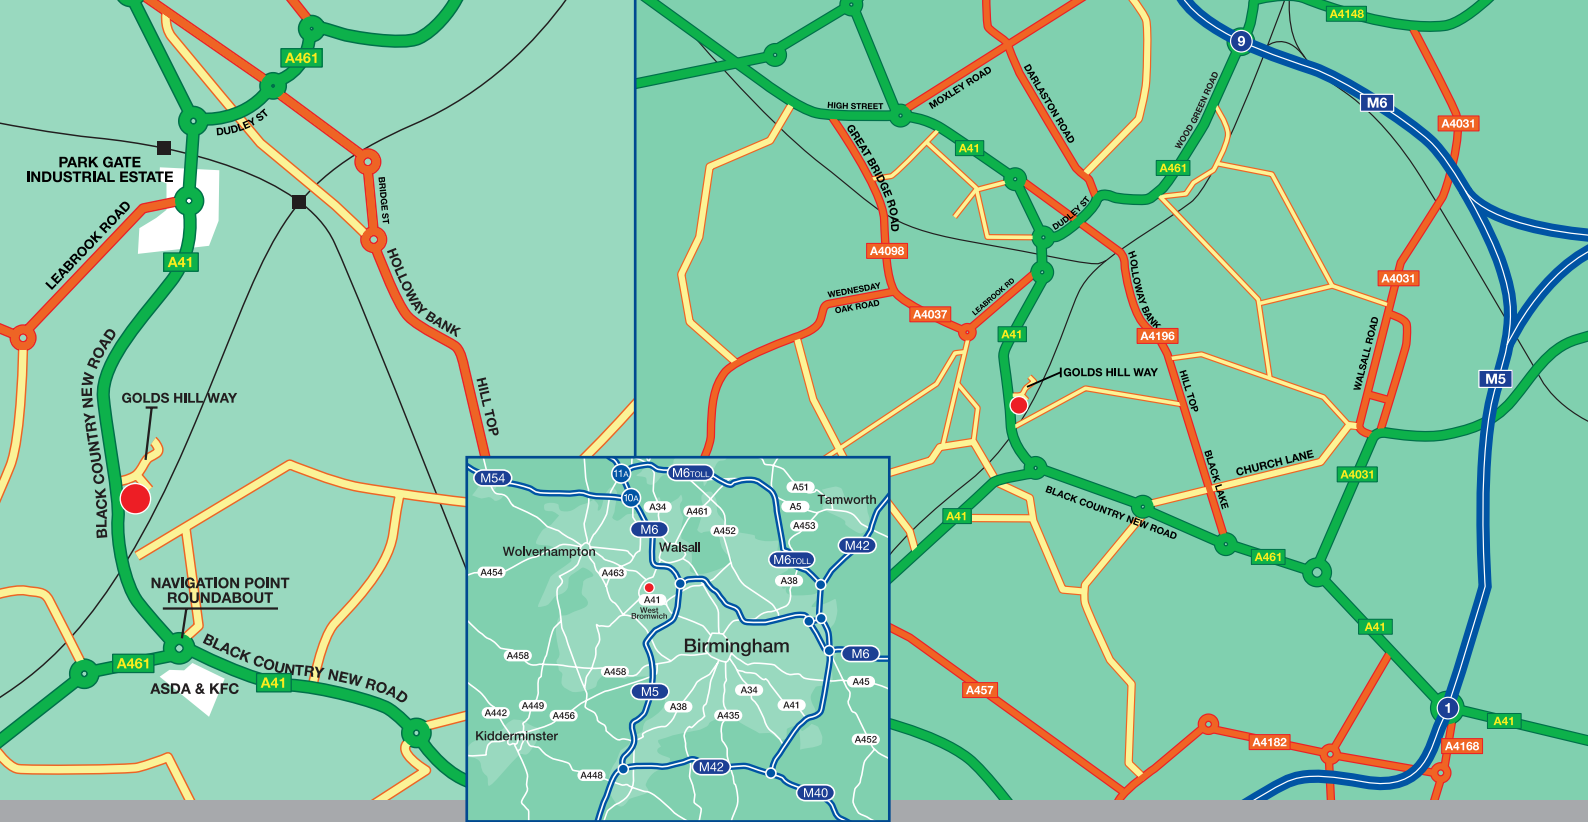 A461
DUDLEY ST
PARK GATE
INDUSTRIAL ESTATE
LEABROOK ROAD
BRIDGE ST
A41
HOLLOWAY BANK
BLACK COUNTRY NEW ROAD
HILL TOP
GOLDS HILL WAY
NAVIGATION POINT
ROUNDABOUT
A461
BLACK COUNTRY NEW ROAD
A41
ASDA & KFC
A4148
9
M6
MOXLEY ROAD
DARLASTON ROAD
WOOD GREEN ROAD
HIGH STREET
A4031
GREAT BRIDGE ROAD
A41
A461
DUDLEY ST
A4098
HOLLOWAY BANK
A4031
WEDNESDAY
OAK ROAD
LEABROOK RD
A4037
A41
A4196
WALSALL ROAD
GOLDS HILL WAY
HILL TOP
M5
BLACK LAKE
CHURCH LANE
A4031
BLACK COUNTRY NEW ROAD
A41
A461
A41
A457
1
A41
A4182
A4168
M54
11A
M6TOLL
10A
A51
Tamworth
A34
A461
A5
A453
M6
A452
Wolverhampton
Walsall
M42
M6TOLL
A454
A463
A38
A41
West
Bromwich
Birmingham
A458
M6
A458
A45
M5
A34
A449
A442
A456
A38
A435
A41
Kidderminster
A452
A448
M42
M40